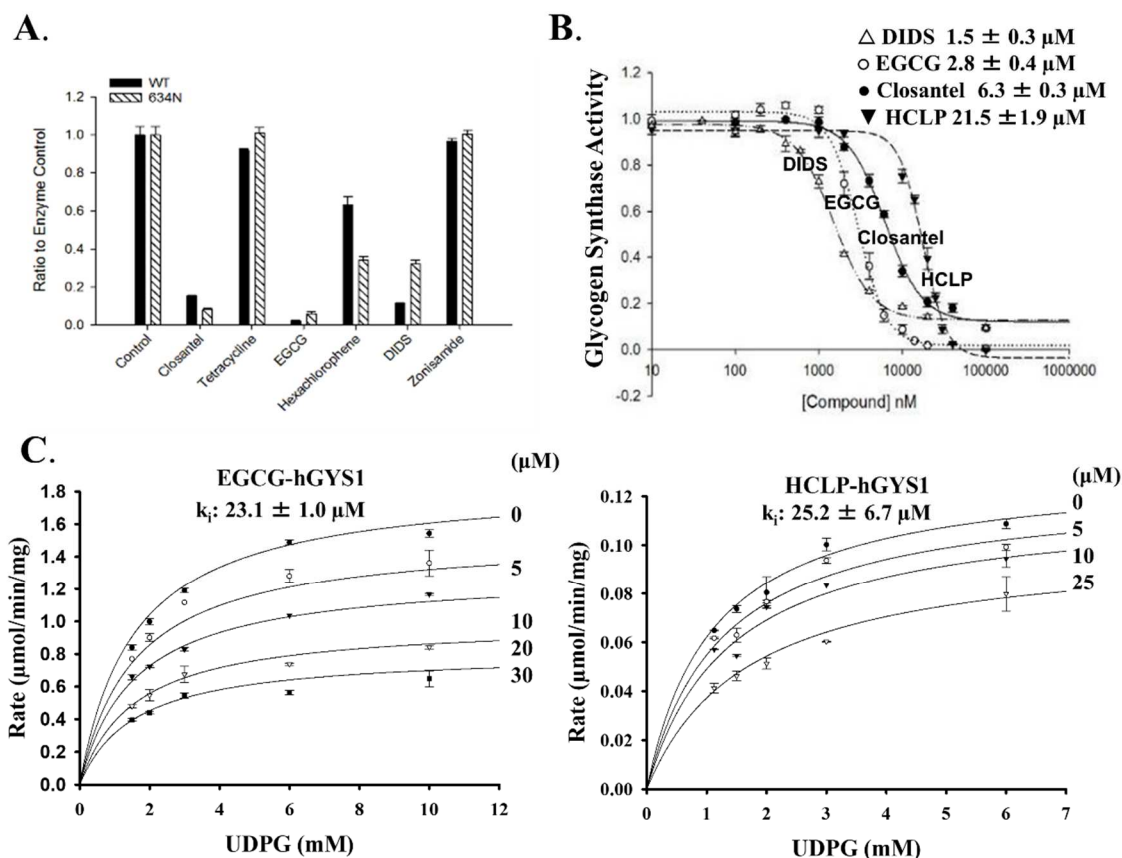 A.
WT
634N
Ratio to Enzyme Control
1.2
1.0
0.8
0.6
0.4
0.2
0.0
Control
Closantel
Tetracycline
EGCG
Hexachlorophene
DIDS
Zonisamide
B.
DIDS 1.5 ± 0.3 µM
EGCG 2.8 ± 0.4 µM
Closantel 6.3 ± 0.3 µM
HCLP 21.5 ±1.9 µM
Glycogen Synthase Activity
1.2
1.0
0.8
0.6
0.4
0.2
0.0
-0.2
DIDS
EGCG
Closantel
HCLP
10 100 1000 10000 100000 1000000
[Compound] nM
C.
EGCG-hGYS1
ki: 23.1 ± 1.0 µM
(µM)
0
5
10
20
30
Rate (µmol/min/mg)
1.8
1.6
1.4
1.2
1.0
0.8
0.6
0.4
0.2
0.0
0 2 4 6 8 10 12
UDPG (mM)
HCLP-hGYS1
ki: 25.2 ± 6.7 µM
(µM)
0
5
10
25
Rate (µmol/min/mg)
0.12
0.10
0.08
0.06
0.04
0.02
0.00
0 1 2 3 4 5 6 7
UDPG (mM)